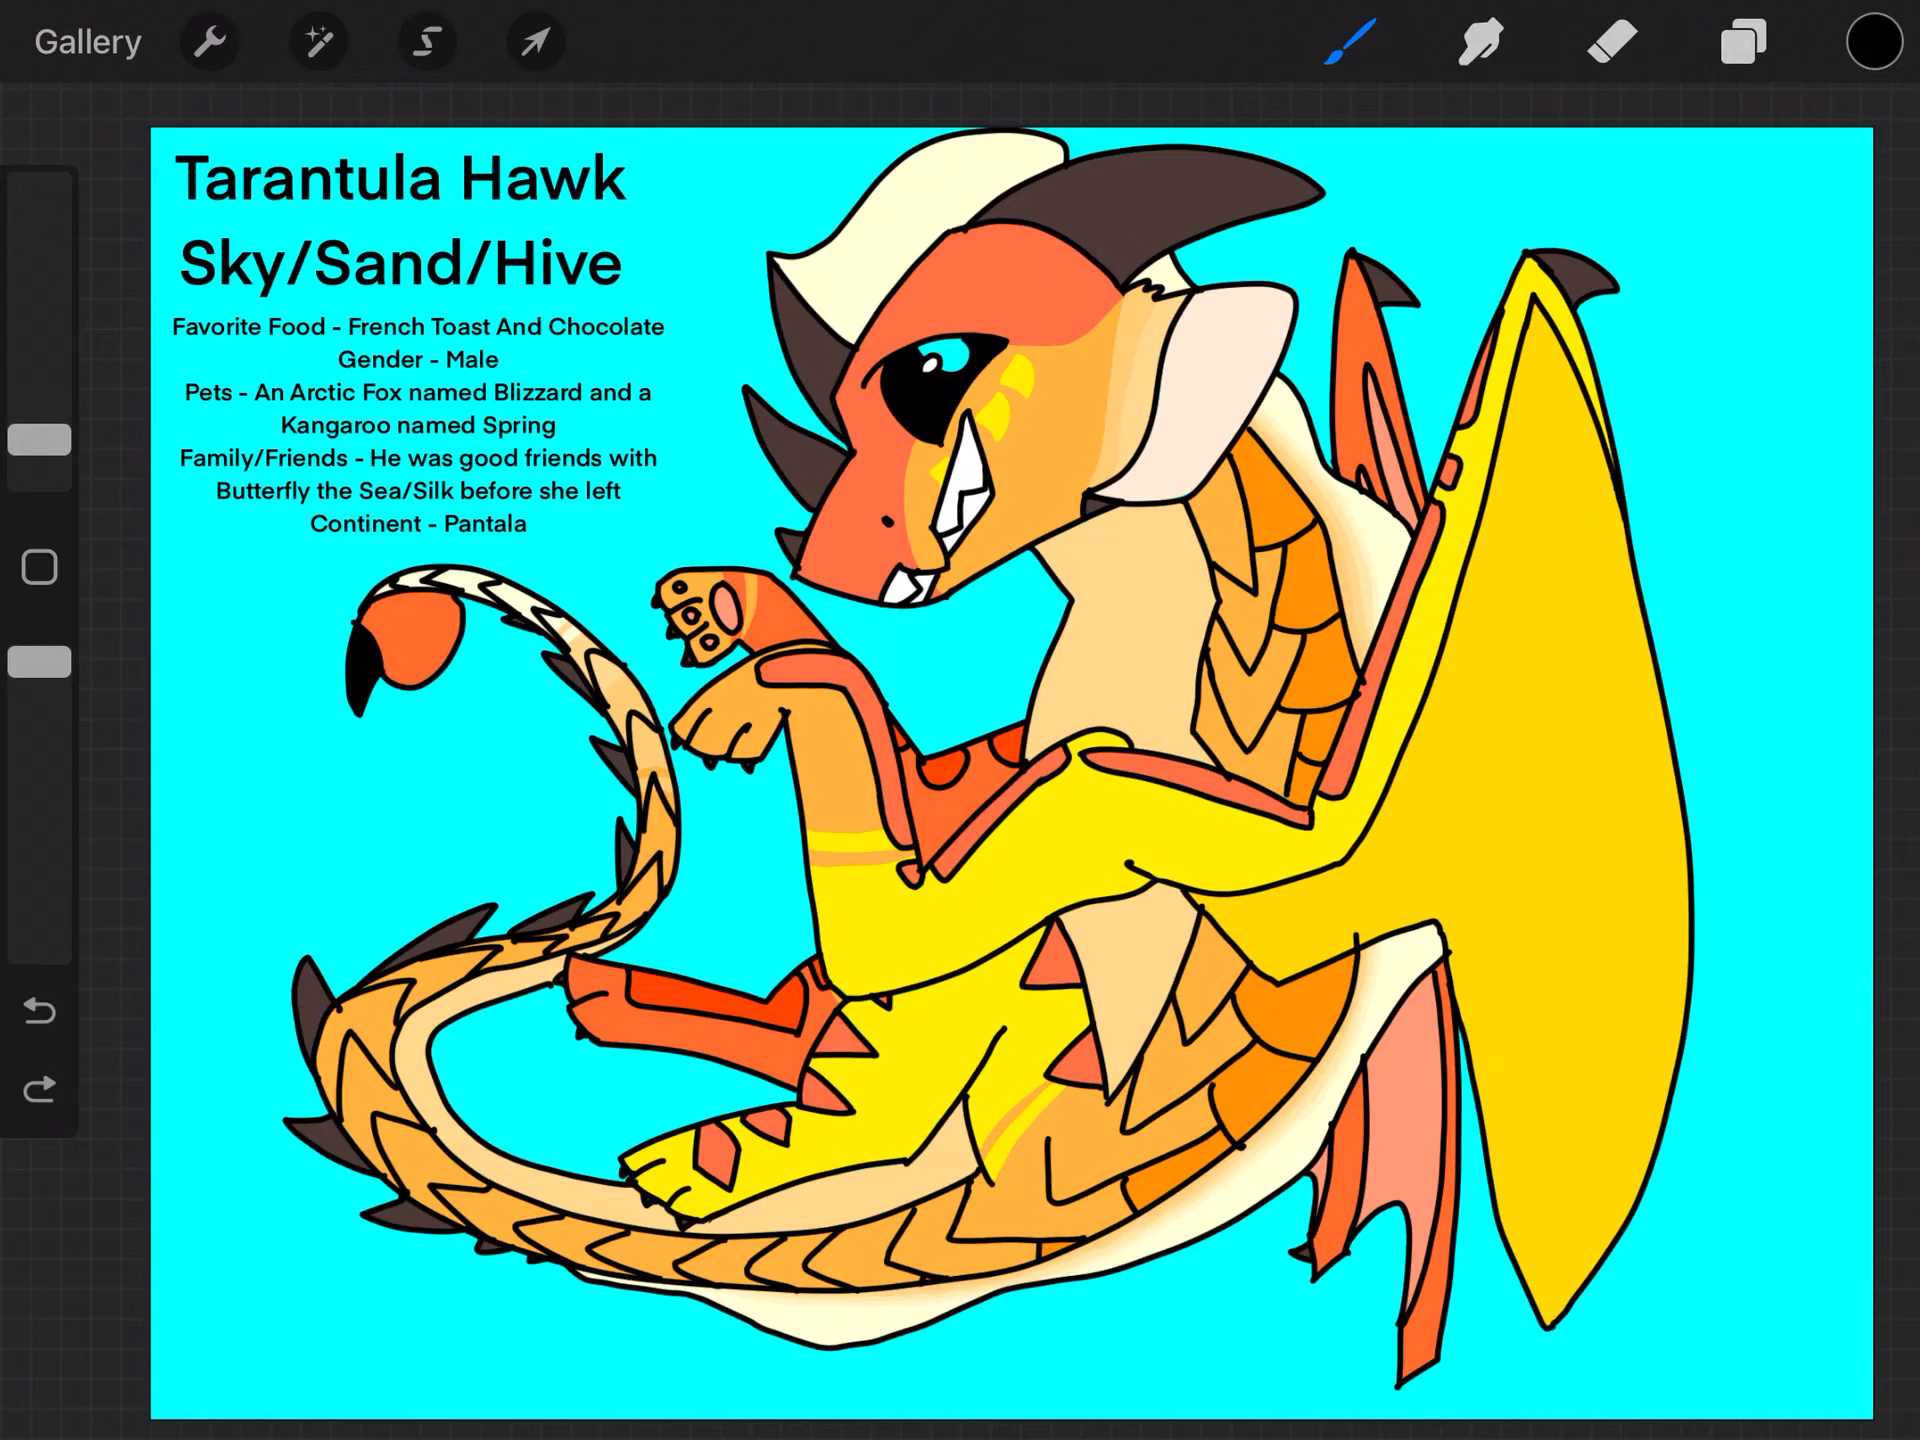 Gallery
Tarantula Hawk
Sky/Sand/Hive
Favorite Food - French Toast And Chocolate
Gender - Male
Pets - An Arctic Fox named Blizzard and a
Kangaroo named Spring
Family/Friends - He was good friends with
Butterfly the Sea/Silk before she left
Continent - Pantala